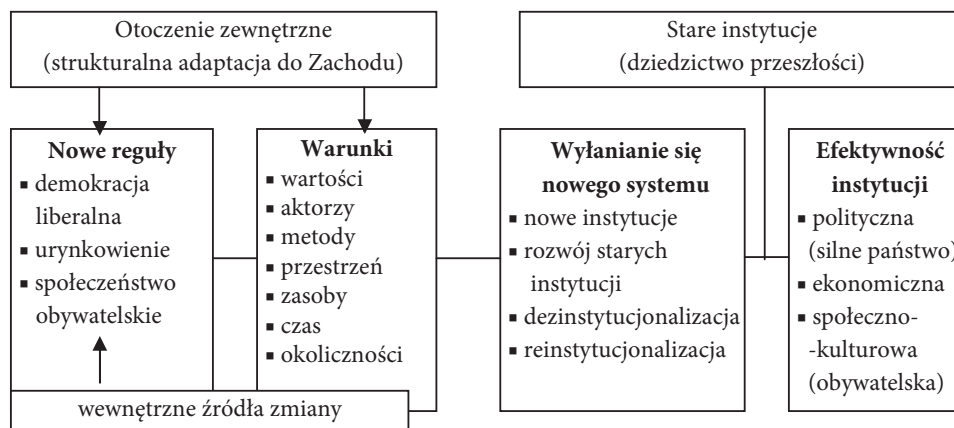 Otoczenie zewnętrzne
(strukturalna adaptacja do Zachodu)
Stare instytucje
(dziedzictwo przeszłości)
Nowe reguły
▪ demokracja
liberalna
▪ urynkowienie
▪ społeczeństwo
obywatelskie
Warunki
▪ wartości
▪ aktorzy
▪ metody
▪ przestrzeń
▪ zasoby
▪ czas
▪ okoliczności
Wyłanianie się
nowego systemu
▪ nowe instytucje
▪ rozwój starych
instytucji
▪ dezinstytucjonalizacja
▪ reinstytucjonalizacja
Efektywność
instytucji
▪ polityczna
(silne państwo)
▪ ekonomiczna
▪ społeczno-
-kulturowa
(obywatelska)
wewnętrzne źródła zmiany